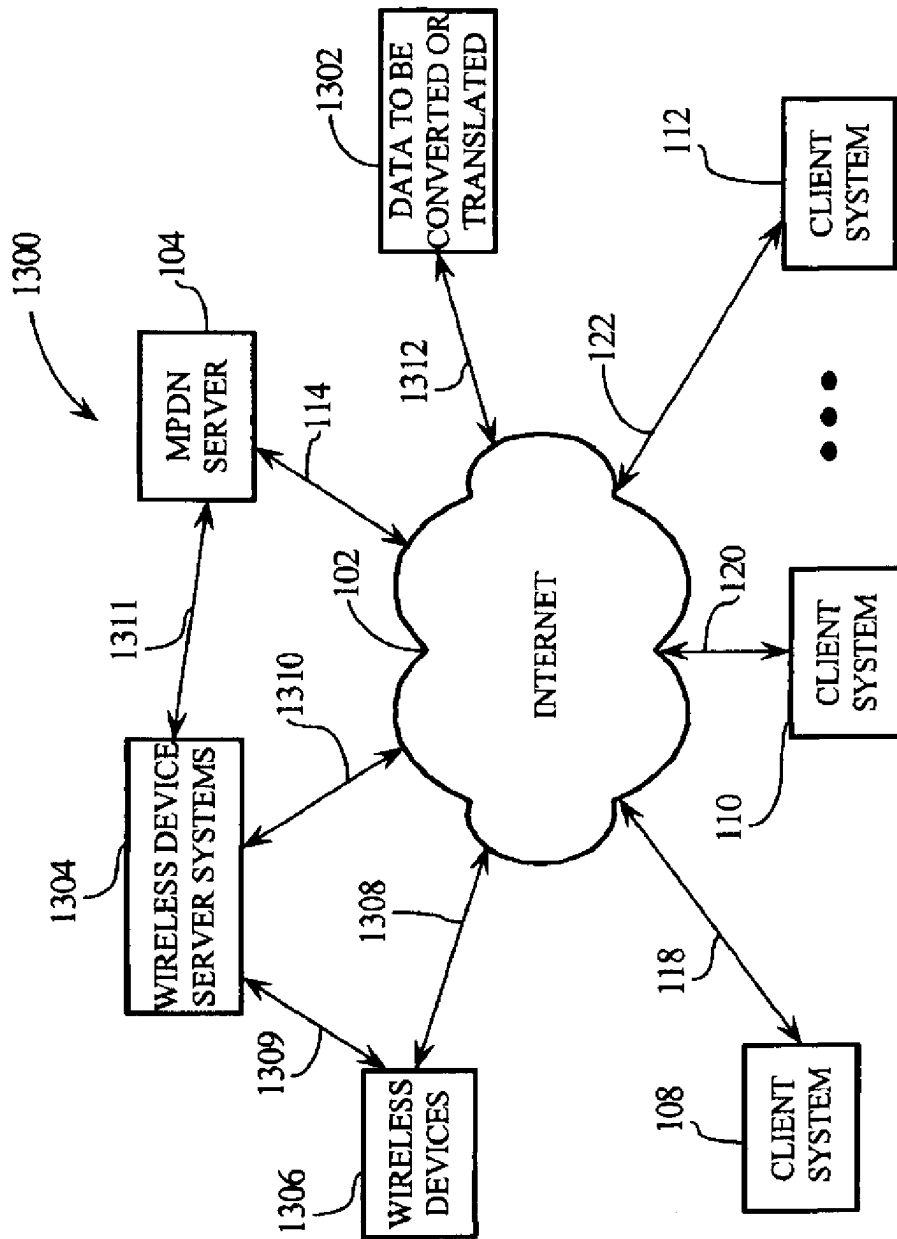 1300
104
MPDN
SERVER
1302
DATA TO BE
CONVERTED OR
TRANSLATED
1304
WIRELESS DEVICE
SERVER SYSTEMS
1311
114
1312
1310
102
1309
1308
1306
WIRELESS
DEVICES
INTERNET
122
112
CLIENT
SYSTEM
120
110
CLIENT
SYSTEM
118
108
CLIENT
SYSTEM